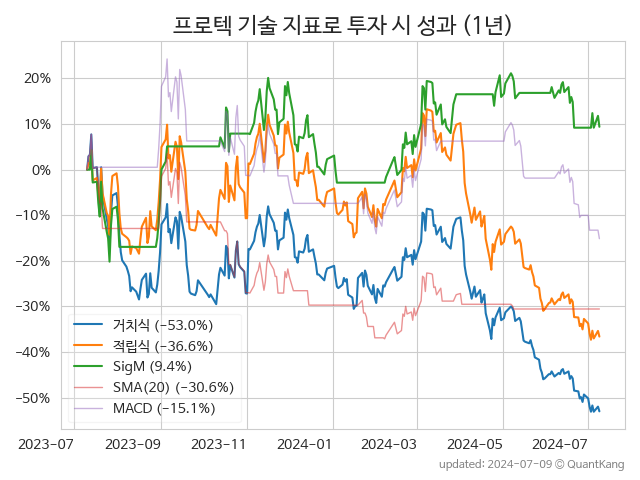 프로텍 기술 지표로 투자 시 성과 (1년)
20%
10%
0%
−10%
−20%
−30%
−40%
−50%
거치식 (−53.0%)
적립식 (−36.6%)
SigM (9.4%)
SMA(20) (−30.6%)
MACD (−15.1%)
2023-07 2023-09 2023-11 2024-01 2024-03 2024-05 2024-07
updated: 2024-07-09 © QuantKang